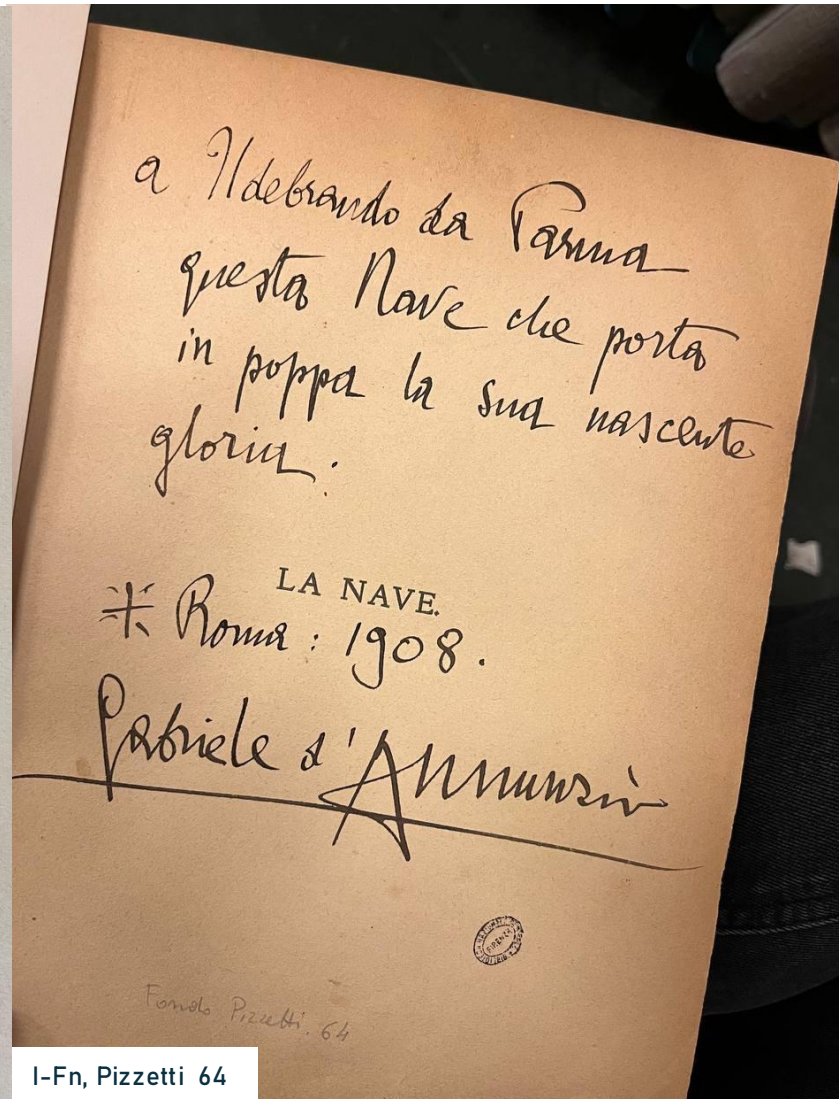 a Ildebrando da Parma
questa Nave che porta
in poppa la sua nascente
gloria.
LA NAVE.
Roma: 1908.
Gabriele d'Annunzio
FIRENZE
Fondo Pizzetti. 64
I-Fn, Pizzetti 64